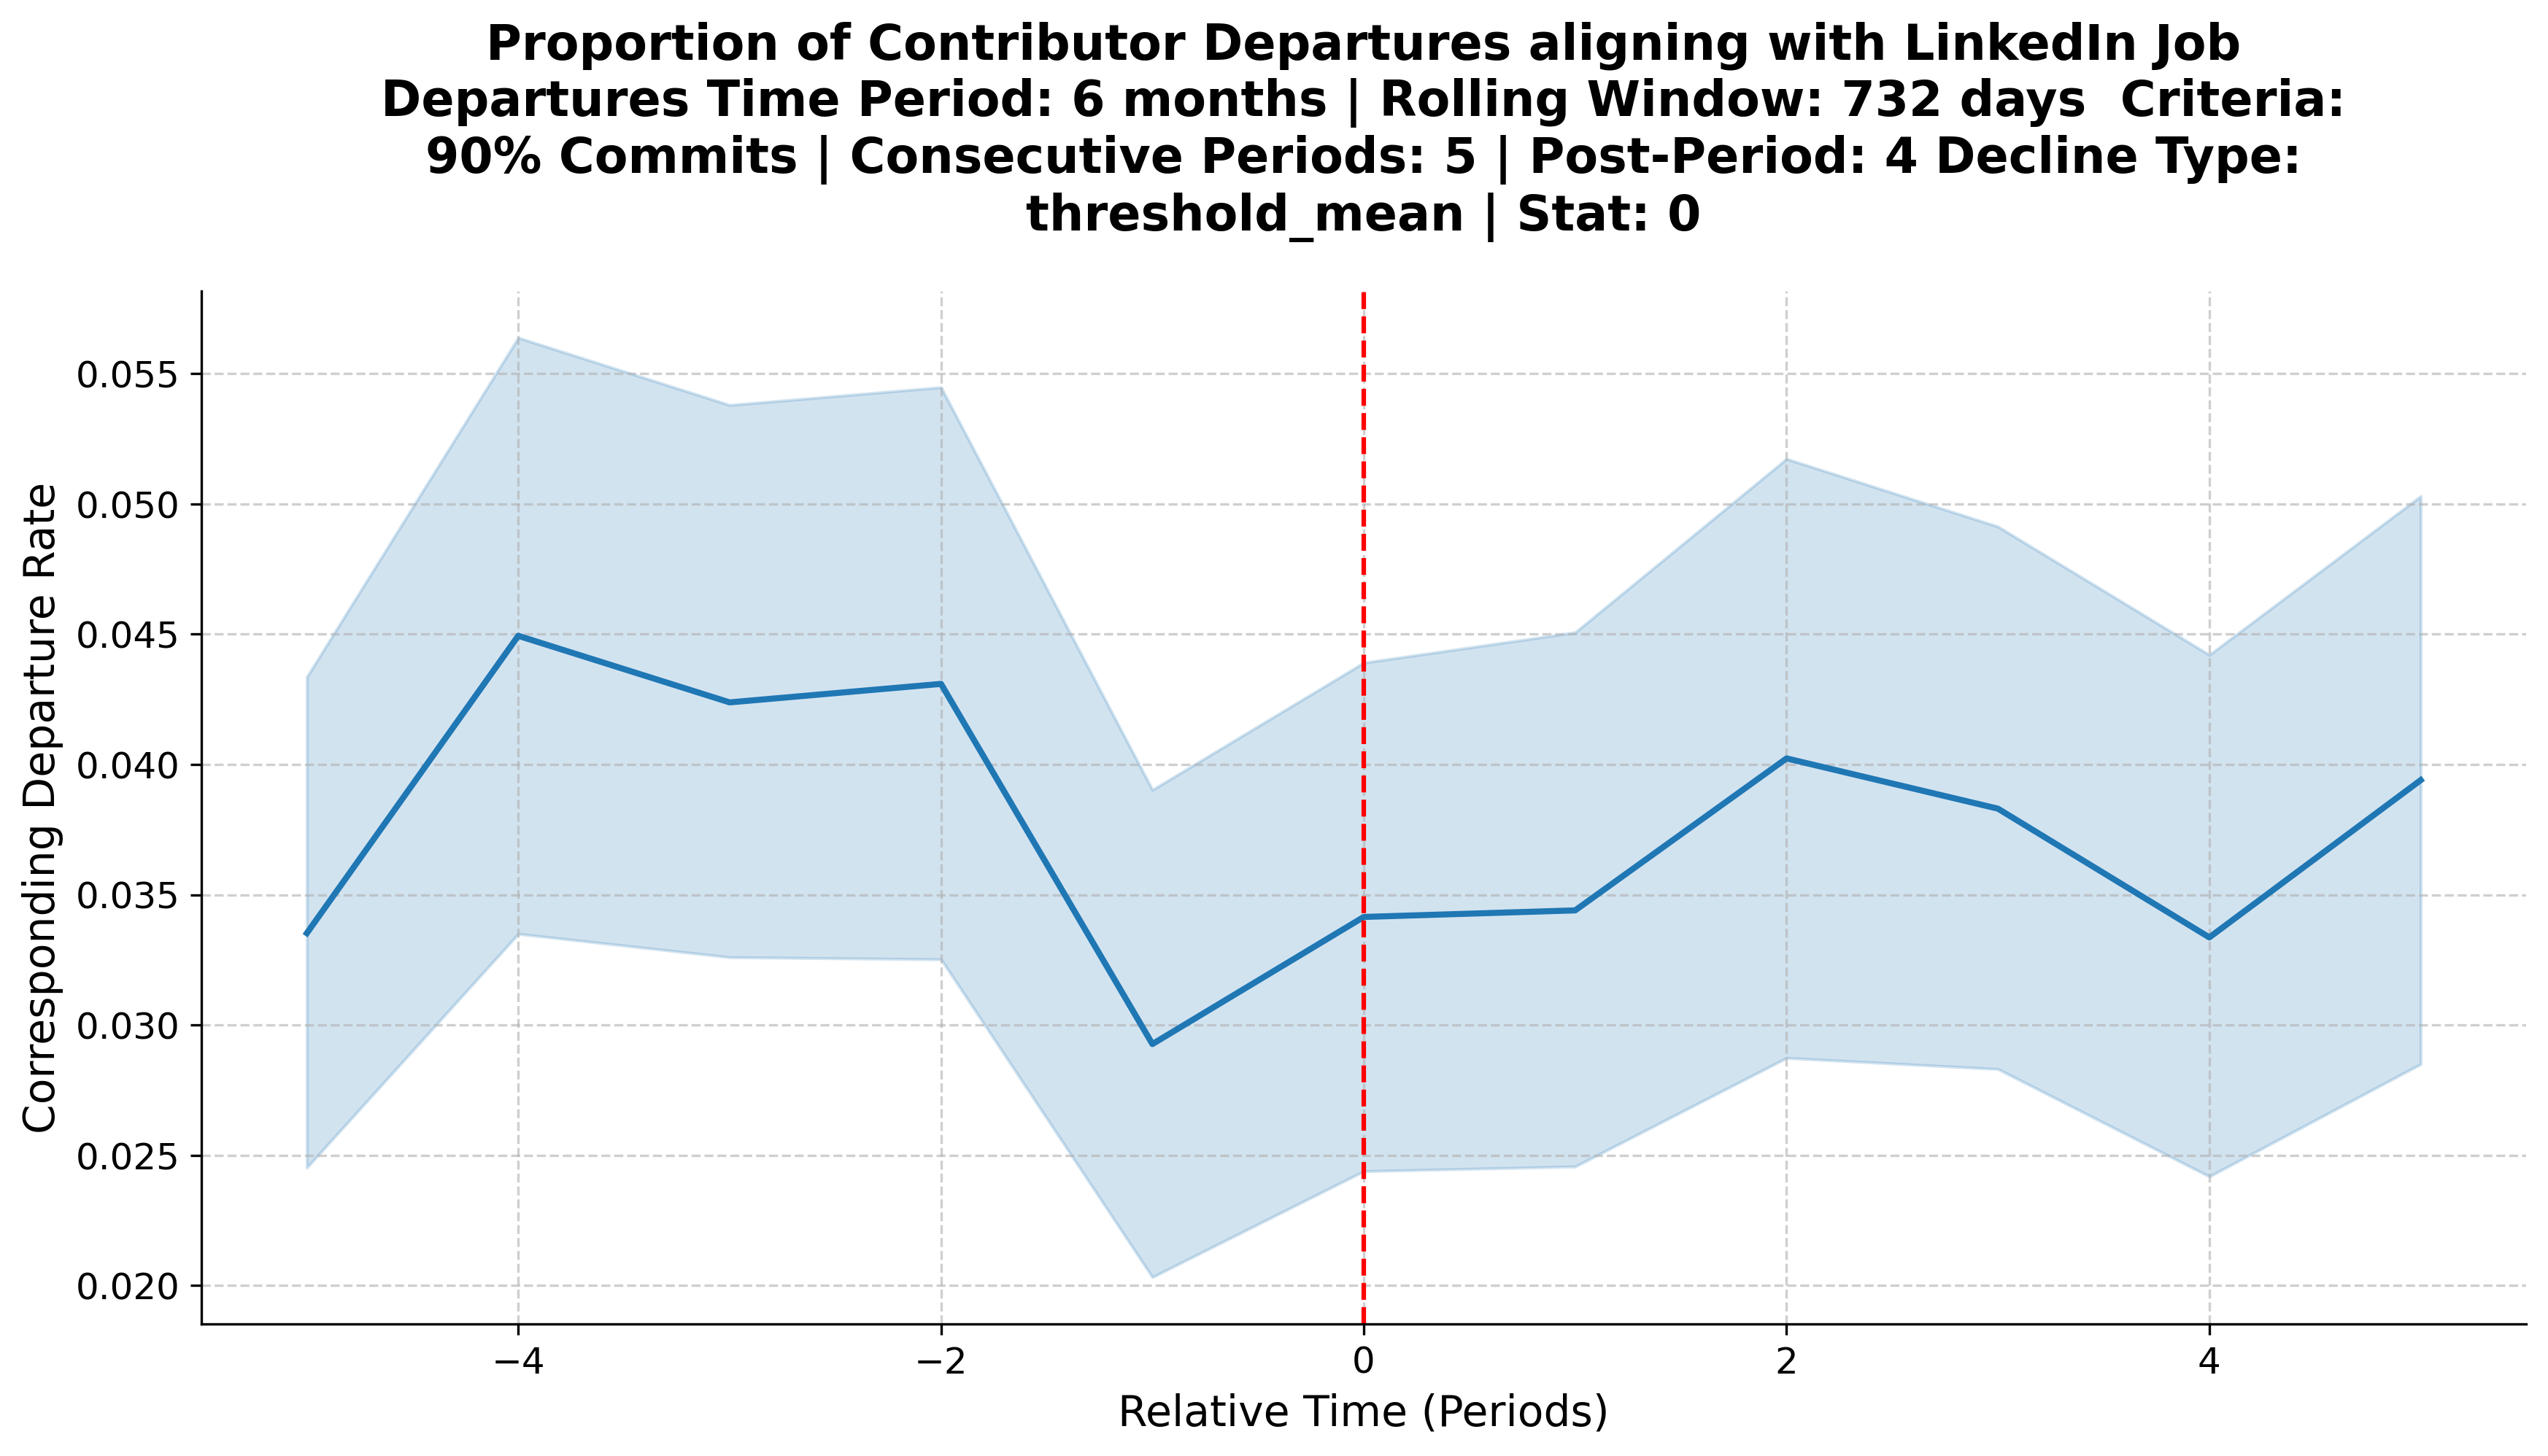 Proportion of Contributor Departures aligning with LinkedIn Job
Departures Time Period: 6 months | Rolling Window: 732 days  Criteria:
90% Commits | Consecutive Periods: 5 | Post-Period: 4 Decline Type:
threshold_mean | Stat: 0
Corresponding Departure Rate
0.055
0.050
0.045
0.040
0.035
0.030
0.025
0.020
−4
−2
0
2
4
Relative Time (Periods)